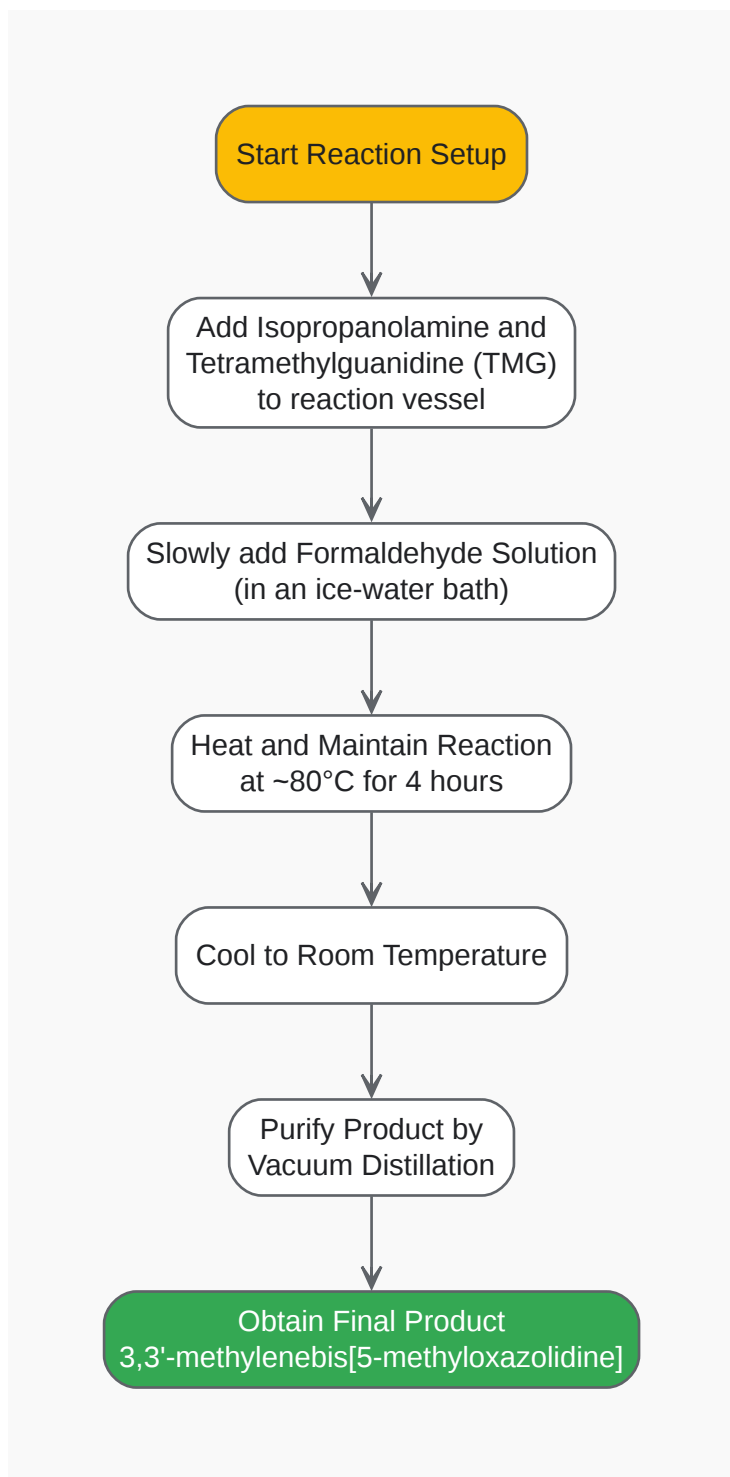 Start Reaction Setup
Add Isopropanolamine and
Tetramethylguanidine (TMG)
to reaction vessel
Slowly add Formaldehyde Solution
(in an ice-water bath)
Heat and Maintain Reaction
at ~80°C for 4 hours
Cool to Room Temperature
Purify Product by
Vacuum Distillation
Obtain Final Product
3,3'-methylenebis[5-methyloxazolidine]